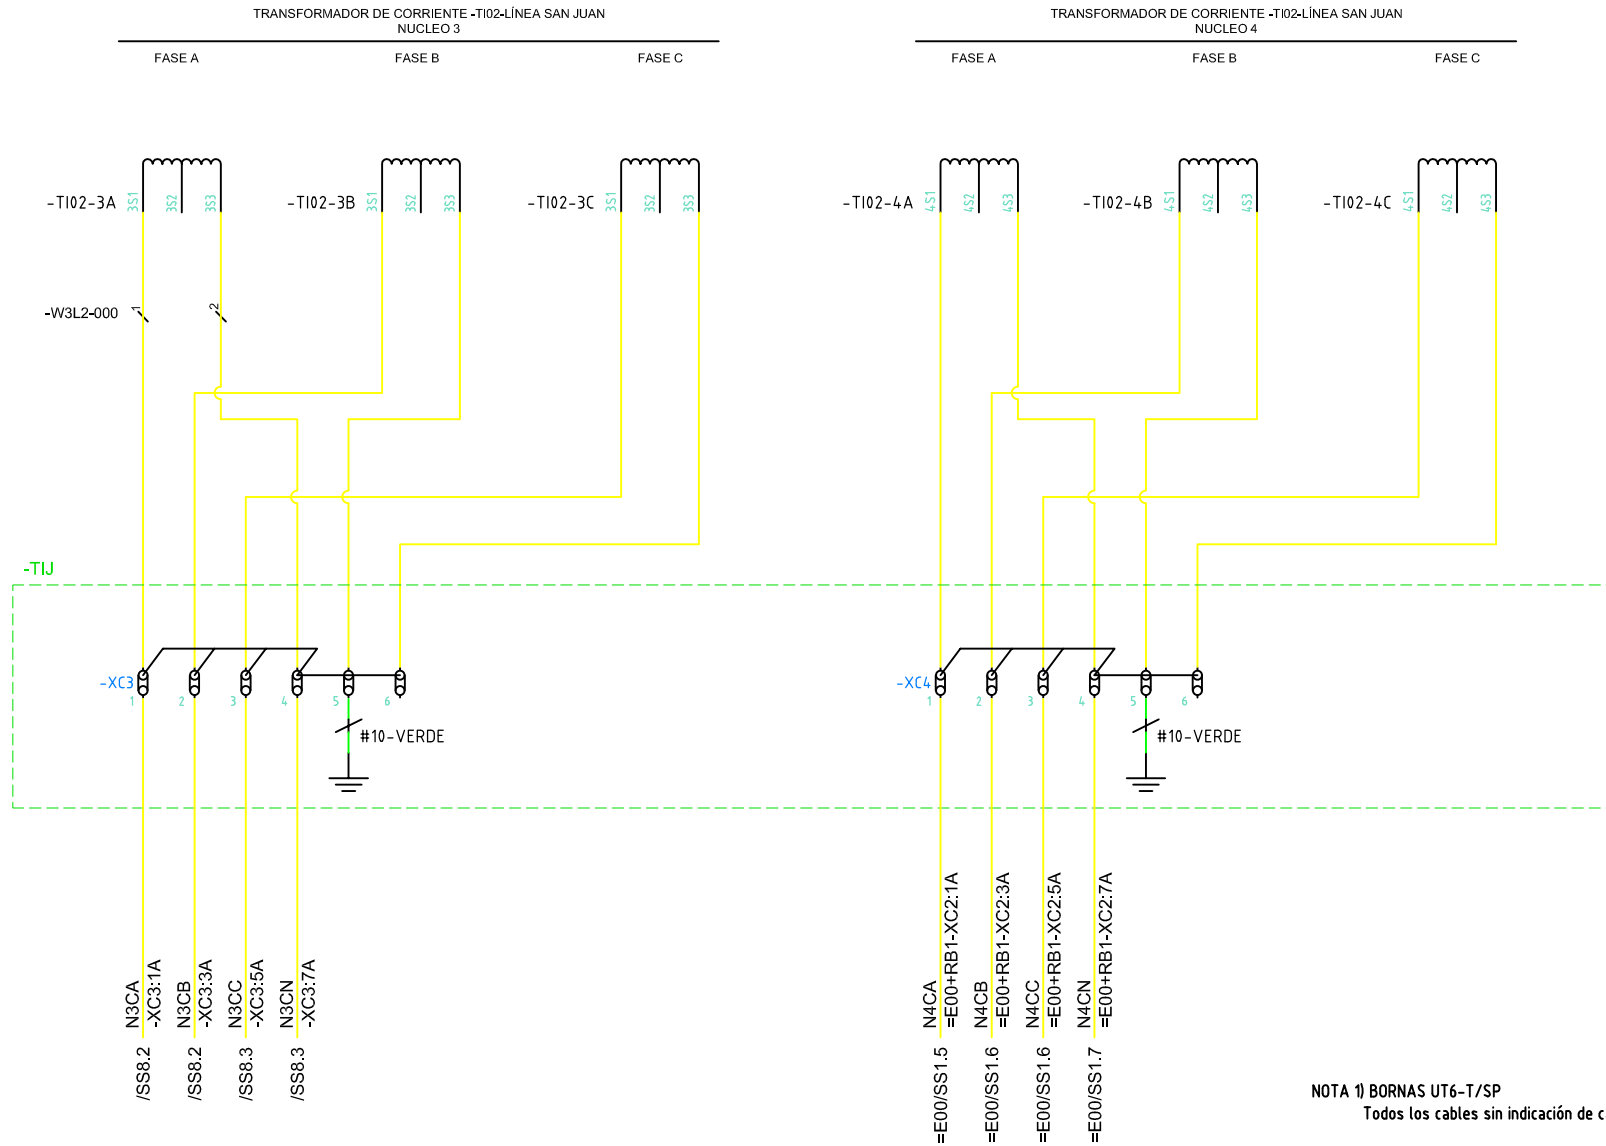 TRANSFORMADOR DE CORRIENTE -TI02-LÍNEA SAN JUAN
NUCLEO 3
FASE A
FASE B
FASE C
TRANSFORMADOR DE CORRIENTE -TI02-LÍNEA SAN JUAN
NUCLEO 4
FASE A
FASE B
FASE C
-TI02-3A
3S1
3S2
3S3
-TI02-3B
3S1
3S2
3S3
-TI02-3C
3S1
3S2
3S3
-TI02-4A
4S1
4S2
4S3
-TI02-4B
4S1
4S2
4S3
-TI02-4C
4S1
4S2
4S3
-W3L2-000
1
2
-TIJ
-XC3
1
2
3
4
5
6
#10-VERDE
-XC4
1
2
3
4
5
6
#10-VERDE
N3CA
-XC3:1A
/SS8.2
N3CB
-XC3:3A
/SS8.2
N3CC
-XC3:5A
/SS8.3
N3CN
-XC3:7A
/SS8.3
N4CA
=E00+RB1-XC2:1A
=E00/SS1.5
N4CB
=E00+RB1-XC2:3A
=E00/SS1.6
N4CC
=E00+RB1-XC2:5A
=E00/SS1.6
N4CN
=E00+RB1-XC2:7A
=E00/SS1.7
NOTA 1) BORNAS UT6-T/SP
Todos los cables sin indicación de c